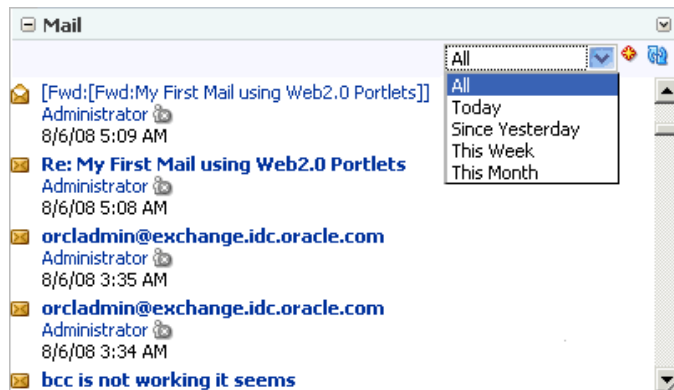 Mail
All
All
Today
Since Yesterday
This Week
This Month
[Fwd:[Fwd:My First Mail using Web2.0 Portlets]]
Administrator
8/6/08 5:09 AM
Re: My First Mail using Web2.0 Portlets
Administrator
8/6/08 5:08 AM
orcladmin@exchange.idc.oracle.com
Administrator
8/6/08 3:35 AM
orcladmin@exchange.idc.oracle.com
Administrator
8/6/08 3:34 AM
bcc is not working it seems